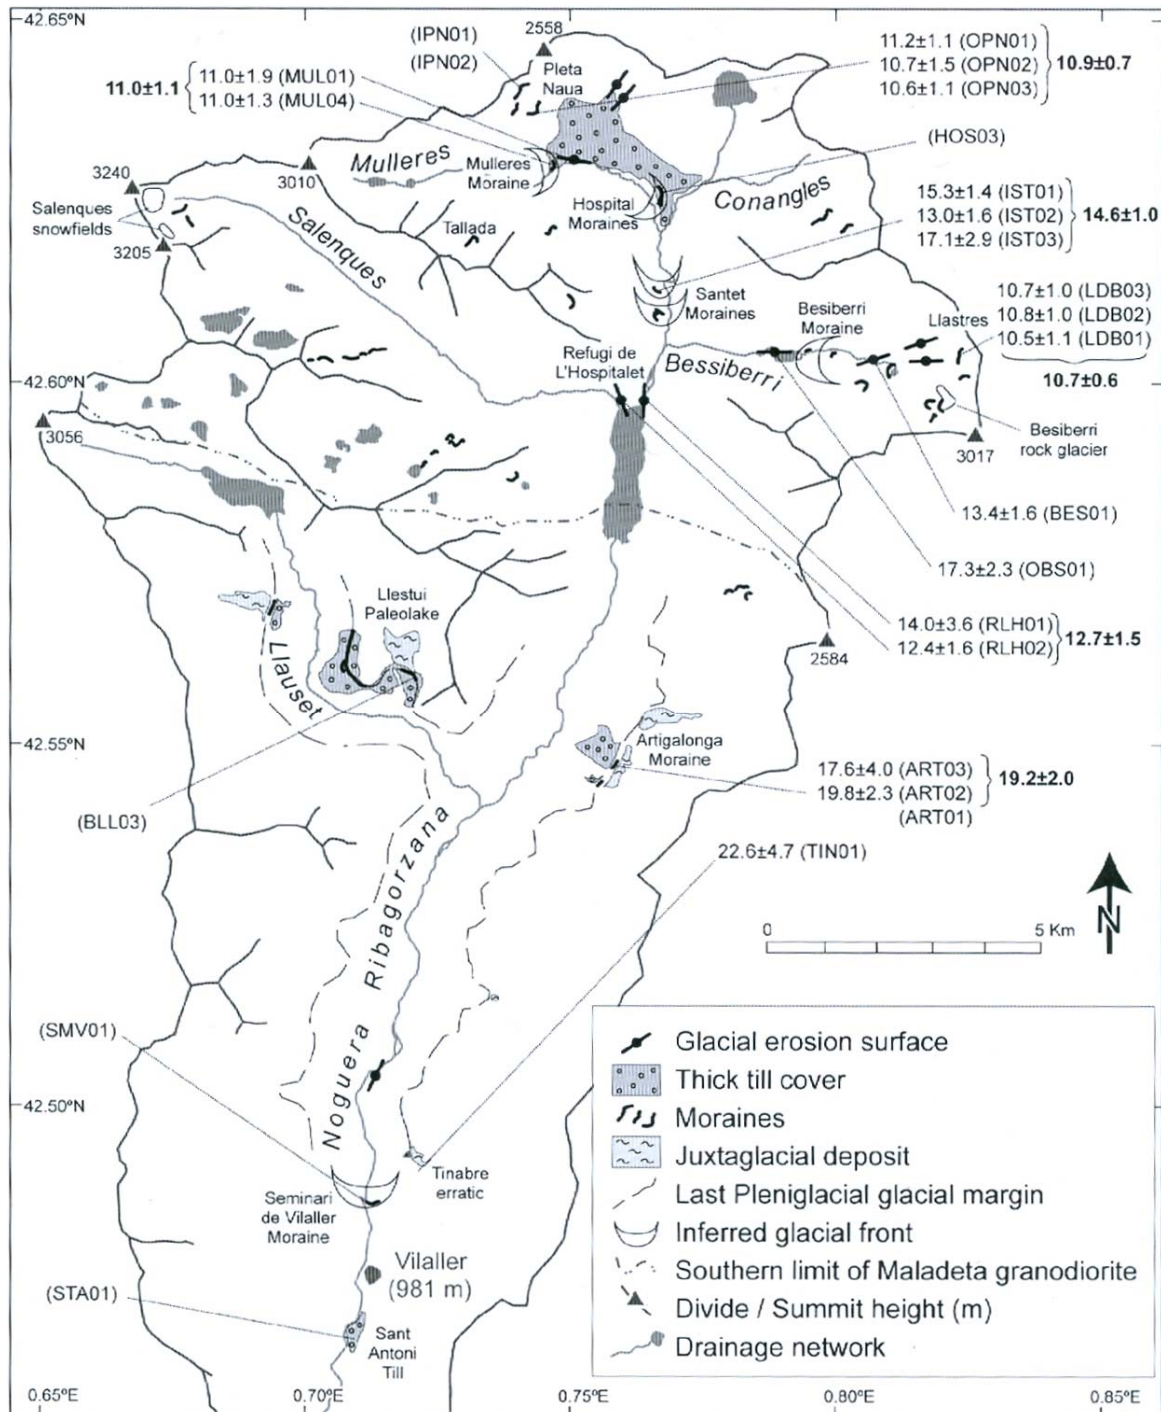 42.65ºN
2558
(IPN01)
(IPN02)
Pleta
Naua
11.2±1.1 (OPN01)
10.7±1.5 (OPN02)
10.6±1.1 (OPN03)
10.9±0.7
11.0±1.1
11.0±1.9 (MUL01)
11.0±1.3 (MUL04)
(HOS03)
Mulleres
Mulleres
Moraine
3240
3010
Salenques
snowfields
3205
Salenques
Tallada
Hospital
Moraines
Conangles
15.3±1.4 (IST01)
13.0±1.6 (IST02)
17.1±2.9 (IST03)
14.6±1.0
Santet
Moraines
Besiberri
Moraine
Llastres
10.7±1.0 (LDB03)
10.8±1.0 (LDB02)
10.5±1.1 (LDB01)
10.7±0.6
Refugi de
L'Hospitalet
Bessiberri
42.60ºN
3056
Besiberri
rock glacier
3017
13.4±1.6 (BES01)
17.3±2.3 (OBS01)
Llestui
Paleolake
14.0±3.6 (RLH01)
12.4±1.6 (RLH02)
12.7±1.5
2584
Llauset
42.55ºN
Artigalonga
Moraine
17.6±4.0 (ART03)
19.8±2.3 (ART02)
(ART01)
19.2±2.0
(BLL03)
22.6±4.7 (TIN01)
Noguera Ribagorzana
N
0
5 Km
(SMV01)
42.50ºN
Tinabre
erratic
Seminari
de Vilaller
Moraine
Vilaller
(981 m)
(STA01)
Sant
Antoni
Till
Glacial erosion surface
Thick till cover
Moraines
Juxtaglacial deposit
Last Pleniglacial glacial margin
Inferred glacial front
Southern limit of Maladeta granodiorite
Divide / Summit height (m)
Drainage network
0.65ºE
0.70ºE
0.75ºE
0.80ºE
0.85ºE